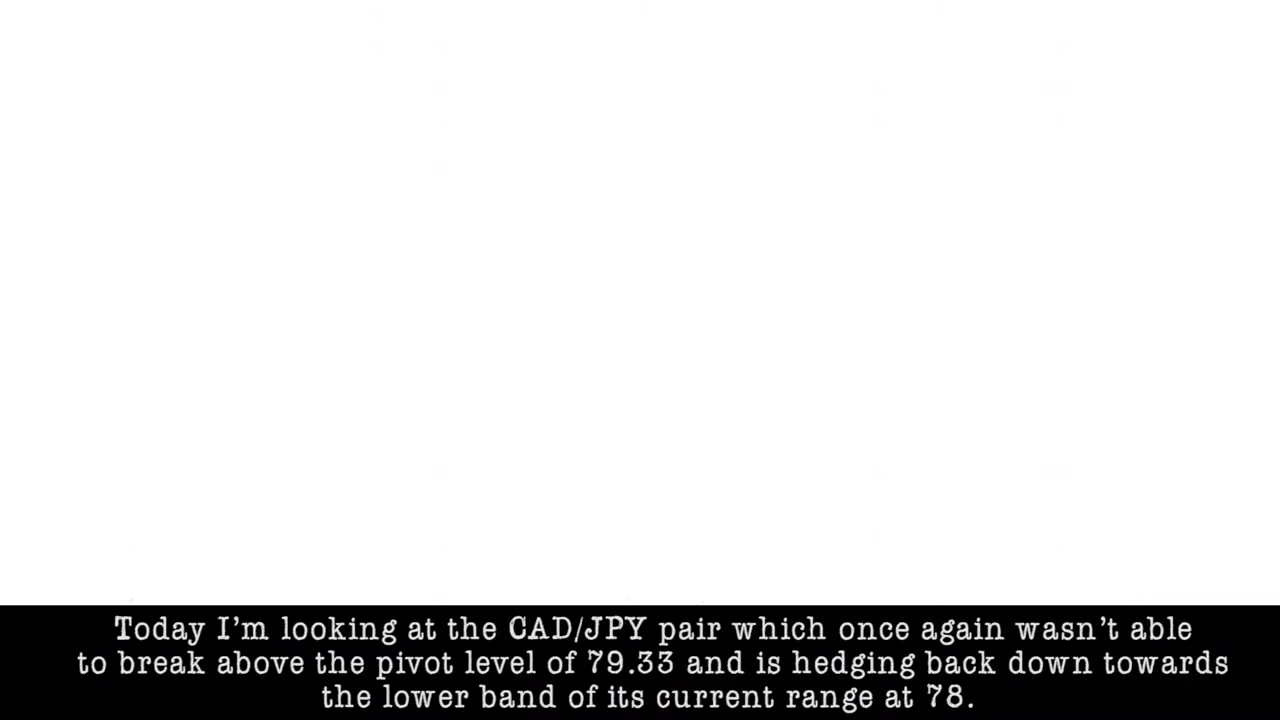 Today I'm looking at the CAD/JPY pair which once again wasn't able
to break above the pivot level of 79.33 and is hedging back down towards
the lower band of its current range at 78.